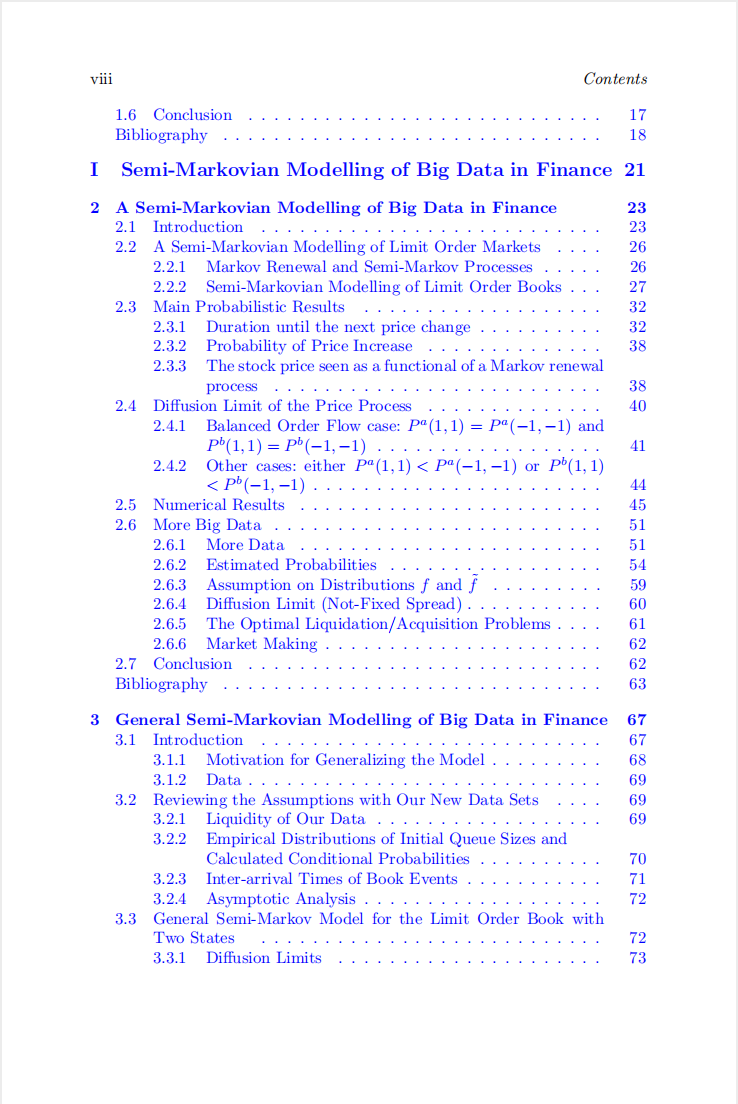 viii Contents
1.6 Conclusion . . . . . . . . . . . . . . . . . . . . . . . . . . . . 17
Bibliography . . . . . . . . . . . . . . . . . . . . . . . . . . . . . . 18
I Semi-Markovian Modelling of Big Data in Finance 21
2 A Semi-Markovian Modelling of Big Data in Finance 23
2.1 Introduction . . . . . . . . . . . . . . . . . . . . . . . . . . . 23
2.2 A Semi-Markovian Modelling of Limit Order Markets . . . . 26
2.2.1 Markov Renewal and Semi-Markov Processes . . . . . 26
2.2.2 Semi-Markovian Modelling of Limit Order Books . . . 27
2.3 Main Probabilistic Results . . . . . . . . . . . . . . . . . . . 32
2.3.1 Duration until the next price change . . . . . . . . . . 32
2.3.2 Probability of Price Increase . . . . . . . . . . . . . . 38
2.3.3 The stock price seen as a functional of a Markov renewal
process . . . . . . . . . . . . . . . . . . . . . . . . . . 38
2.4 Diffusion Limit of the Price Process . . . . . . . . . . . . . . 40
2.4.1 Balanced Order Flow case: Pᵃ(1, 1) = Pᵃ(−1, −1) and
Pᵇ(1, 1) = Pᵇ(−1, −1) . . . . . . . . . . . . . . . . . . 41
2.4.2 Other cases: either Pᵃ(1, 1) < Pᵃ(−1, −1) or Pᵇ(1, 1)
< Pᵇ(−1, −1) . . . . . . . . . . . . . . . . . . . . . . . 44
2.5 Numerical Results . . . . . . . . . . . . . . . . . . . . . . . . 45
2.6 More Big Data . . . . . . . . . . . . . . . . . . . . . . . . . . 51
2.6.1 More Data . . . . . . . . . . . . . . . . . . . . . . . . 51
2.6.2 Estimated Probabilities . . . . . . . . . . . . . . . . . 54
2.6.3 Assumption on Distributions f and f̃ . . . . . . . . . 59
2.6.4 Diffusion Limit (Not-Fixed Spread) . . . . . . . . . . . 60
2.6.5 The Optimal Liquidation/Acquisition Problems . . . . 61
2.6.6 Market Making . . . . . . . . . . . . . . . . . . . . . . 62
2.7 Conclusion . . . . . . . . . . . . . . . . . . . . . . . . . . . . 62
Bibliography . . . . . . . . . . . . . . . . . . . . . . . . . . . . . . 63
3 General Semi-Markovian Modelling of Big Data in Finance 67
3.1 Introduction . . . . . . . . . . . . . . . . . . . . . . . . . . . 67
3.1.1 Motivation for Generalizing the Model . . . . . . . . . 68
3.1.2 Data . . . . . . . . . . . . . . . . . . . . . . . . . . . . 69
3.2 Reviewing the Assumptions with Our New Data Sets . . . . 69
3.2.1 Liquidity of Our Data . . . . . . . . . . . . . . . . . . 69
3.2.2 Empirical Distributions of Initial Queue Sizes and
Calculated Conditional Probabilities . . . . . . . . . . 70
3.2.3 Inter-arrival Times of Book Events . . . . . . . . . . . 71
3.2.4 Asymptotic Analysis . . . . . . . . . . . . . . . . . . . 72
3.3 General Semi-Markov Model for the Limit Order Book with
Two States . . . . . . . . . . . . . . . . . . . . . . . . . . . 72
3.3.1 Diffusion Limits . . . . . . . . . . . . . . . . . . . . . 73